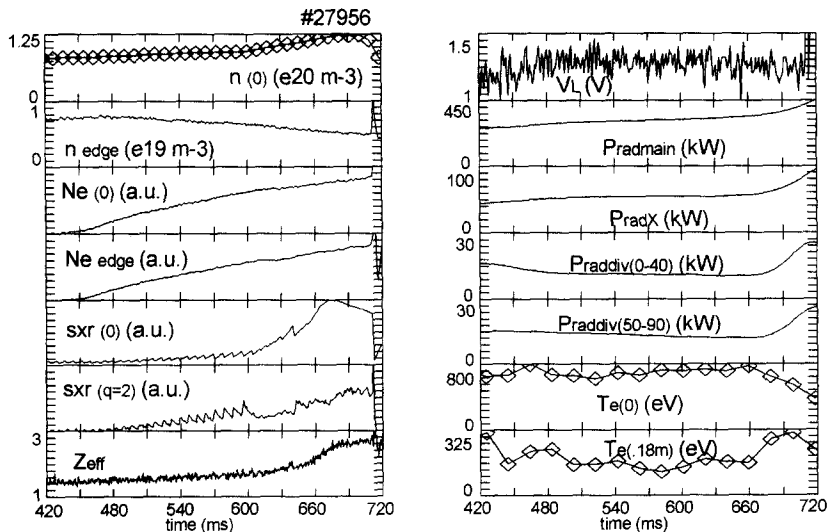 #27956
1.25
n (0) (e20 m-3)
0
1
n edge (e19 m-3)
0
Ne (0) (a.u.)
Ne edge (a.u.)
sxr (0) (a.u.)
sxr (q=2) (a.u.)
3
Zeff
1
420 480 540 600 660 720
time (ms)
1.5
VL (V)
1
450
Pradmain (kW)
0
100
PradX (kW)
0
30
Praddiv(0-40) (kW)
0
30
Praddiv(50-90) (kW)
0
800
Te(0) (eV)
0
325
Te(.18m) (eV)
0
420 480 540 600 660 720
time (ms)